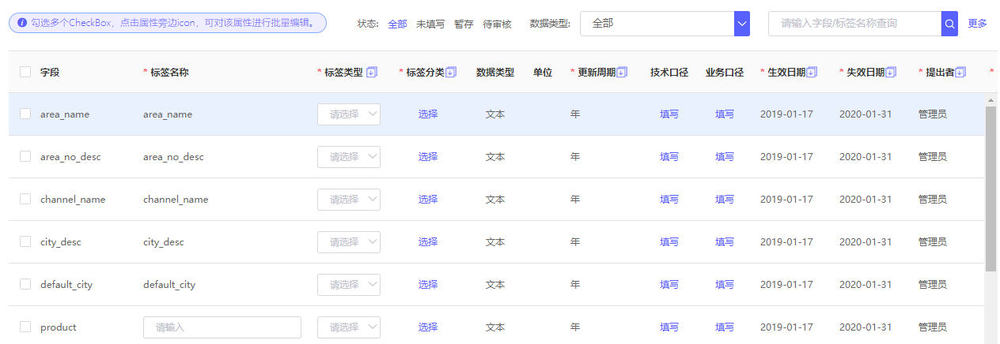 勾选多个CheckBox，点击属性旁边icon，可对该属性进行批量编辑。 状态: 全部 未填写 暂存 待审核 数据类型: 全部 请输入字段/标签名称查询 更多
字段 * 标签名称 * 标签类型 * 标签分类 数据类型 单位 * 更新周期 技术口径 业务口径 * 生效日期 * 失效日期 * 提出者 *
area_name area_name 请选择 选择 文本 年 填写 填写 2019-01-17 2020-01-31 管理员
area_no_desc area_no_desc 请选择 选择 文本 年 填写 填写 2019-01-17 2020-01-31 管理员
channel_name channel_name 请选择 选择 文本 年 填写 填写 2019-01-17 2020-01-31 管理员
city_desc city_desc 请选择 选择 文本 年 填写 填写 2019-01-17 2020-01-31 管理员
default_city default_city 请选择 选择 文本 年 填写 填写 2019-01-17 2020-01-31 管理员
product 请输入 请选择 选择 文本 年 填写 填写 2019-01-17 2020-01-31 管理员